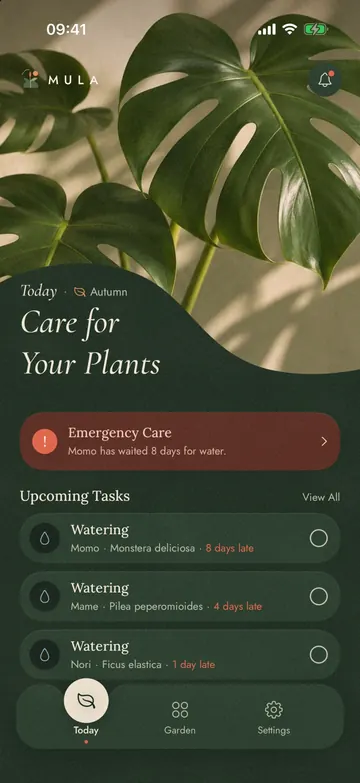 09:41
MULA
Today · Autumn
Care for
Your Plants
!
Emergency Care
Momo has waited 8 days for water.
Upcoming Tasks
View All
Watering
Momo · Monstera deliciosa · 8 days late
Watering
Mame · Pilea peperomioides · 4 days late
Watering
Nori · Ficus elastica · 1 day late
Today
Garden
Settings